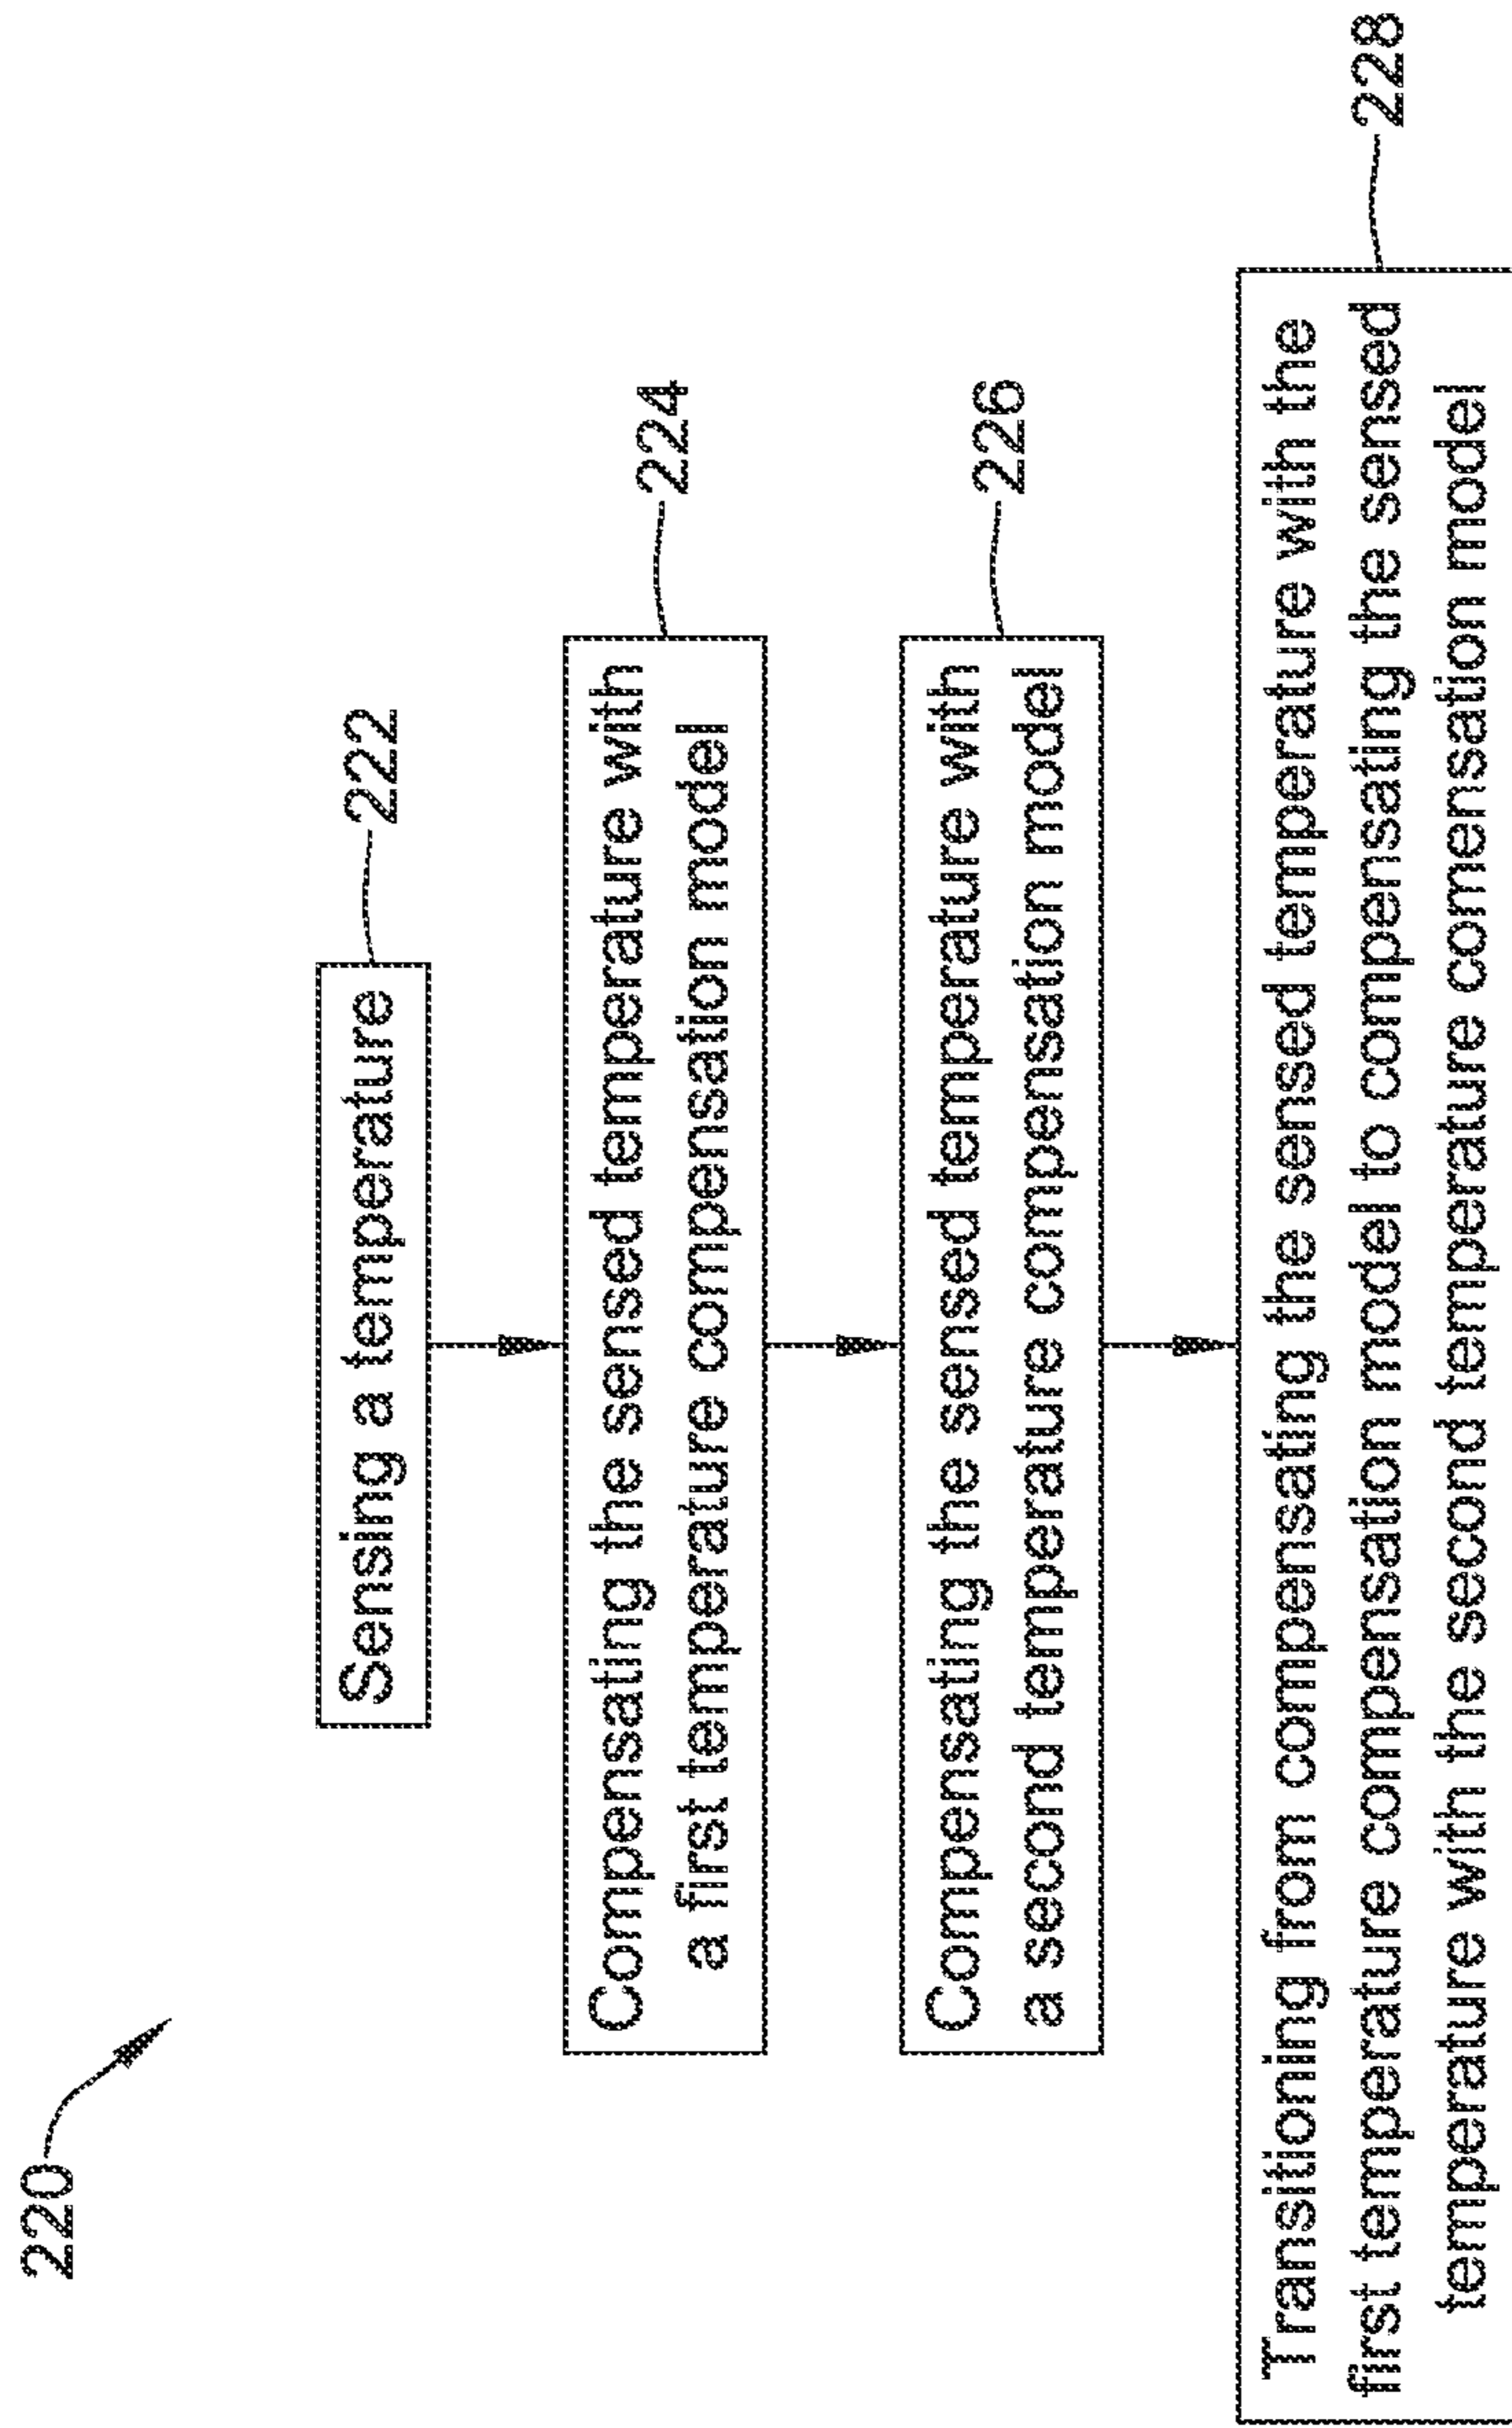 220
Sensing a temperature
222
Compensating the sensed temperature with
a first temperature compensation model
224
Compensating the sensed temperature with
a second temperature compensation model
226
Transitioning from compensating the sensed temperature with the
first temperature compensation model to compensating the sensed
temperature with the second temperature comensation model
228